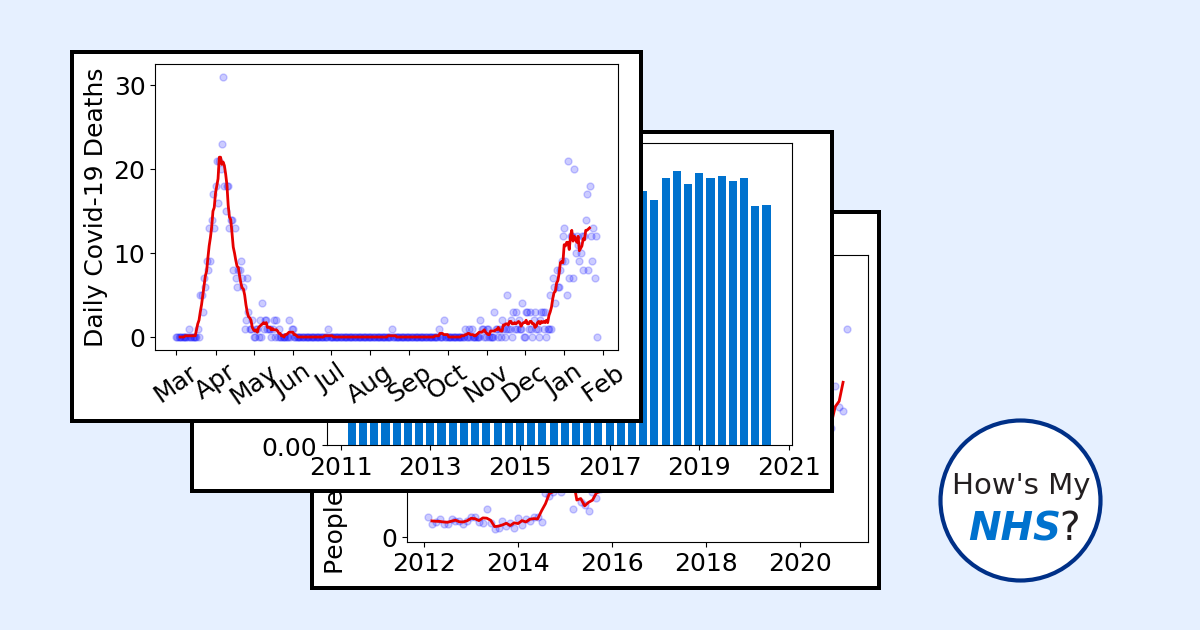 Daily Covid-19 Deaths
30
20
10
0
Mar Apr May Jun Jul Aug Sep Oct Nov Dec Jan Feb
0.00
2011 2013 2015 2017 2019 2021
People
0
2012 2014 2016 2018 2020
How's My
NHS?